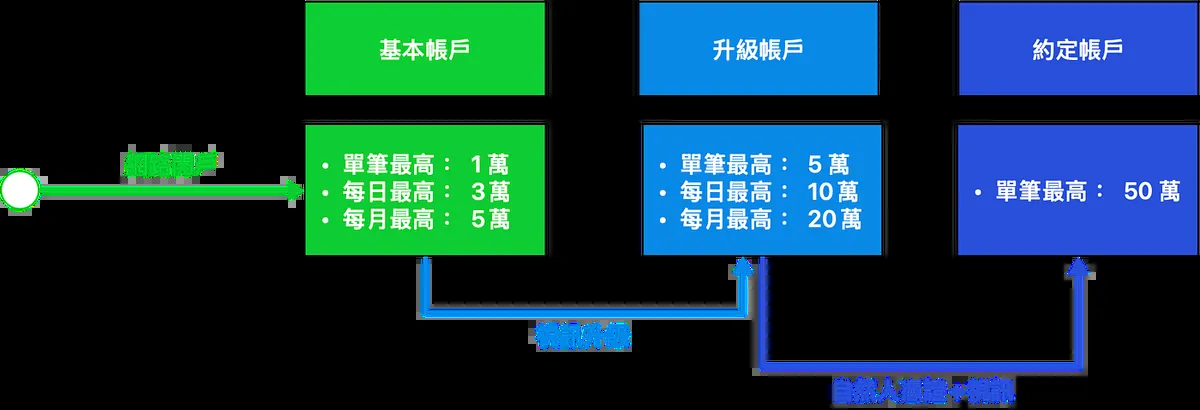 基本帳戶
升級帳戶
約定帳戶
網路開戶
• 單筆最高： 1 萬
• 每日最高： 3 萬
• 每月最高： 5 萬
• 單筆最高： 5 萬
• 每日最高： 10 萬
• 每月最高： 20 萬
• 單筆最高： 50 萬
視訊升級
自然人憑證+視訊